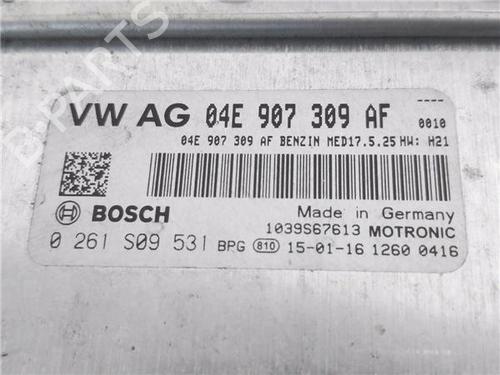 VW AG 04E 907 309 AF ---- 0010
04E 907 309 AF BENZIN MED17.5.25 HW: H21
BOSCH
Made in Germany
1039S67613 MOTRONIC
0 261 S09 531 BPG 810 15-01-16 1260 0416